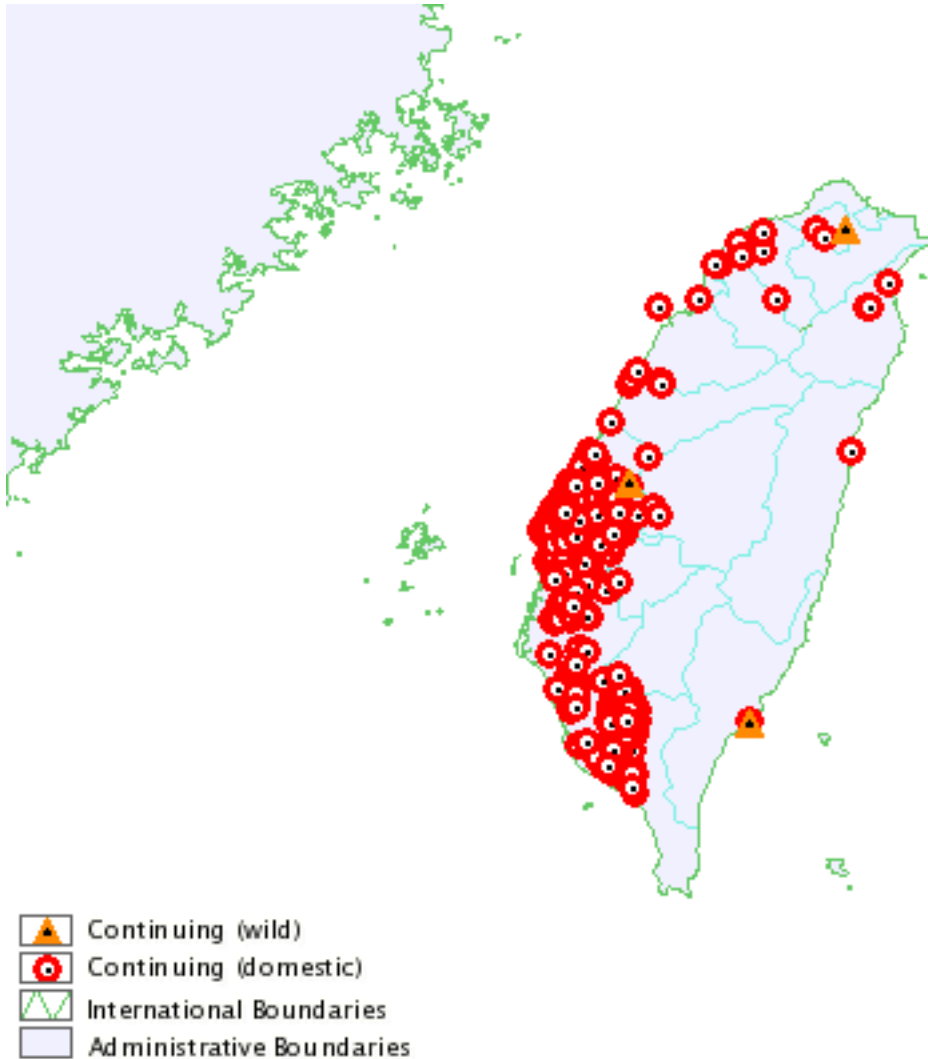 Continuing (wild)
Continuing (domestic)
International Boundaries
Administrative Boundaries